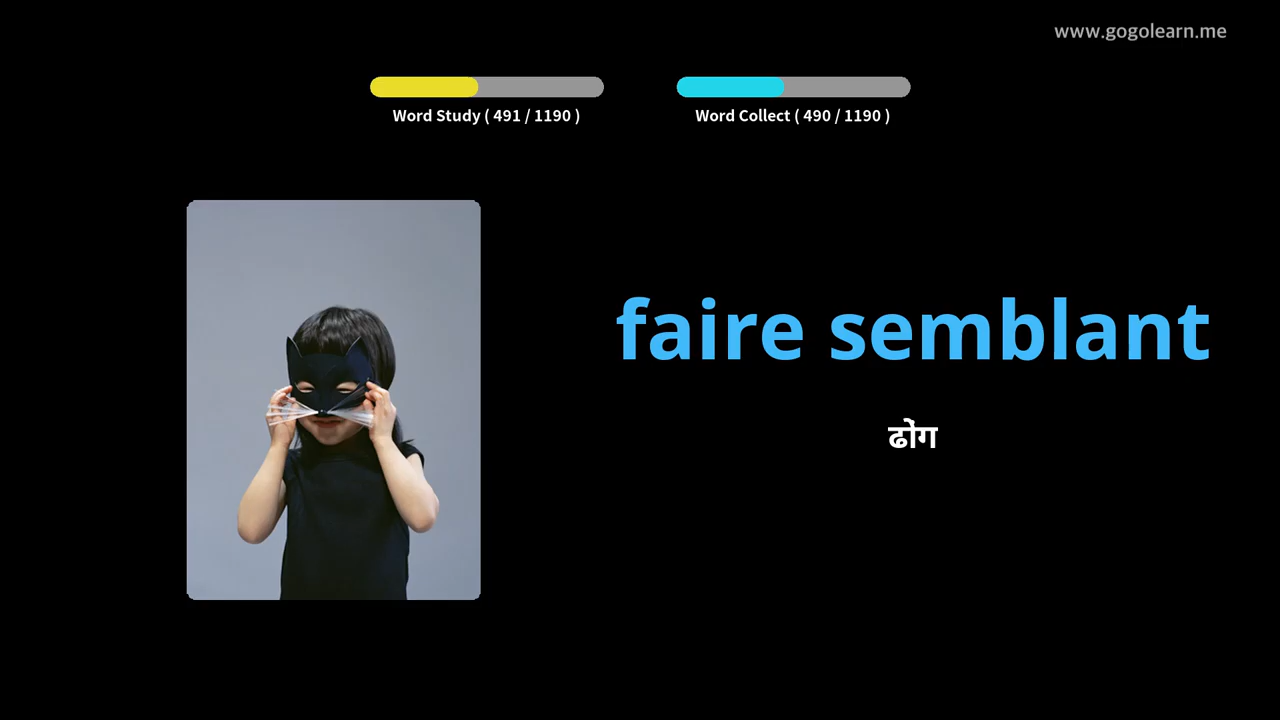 www.gogolearn.me
Word Study ( 491 / 1190 )
Word Collect ( 490 / 1190 )
faire semblant
ढोंग